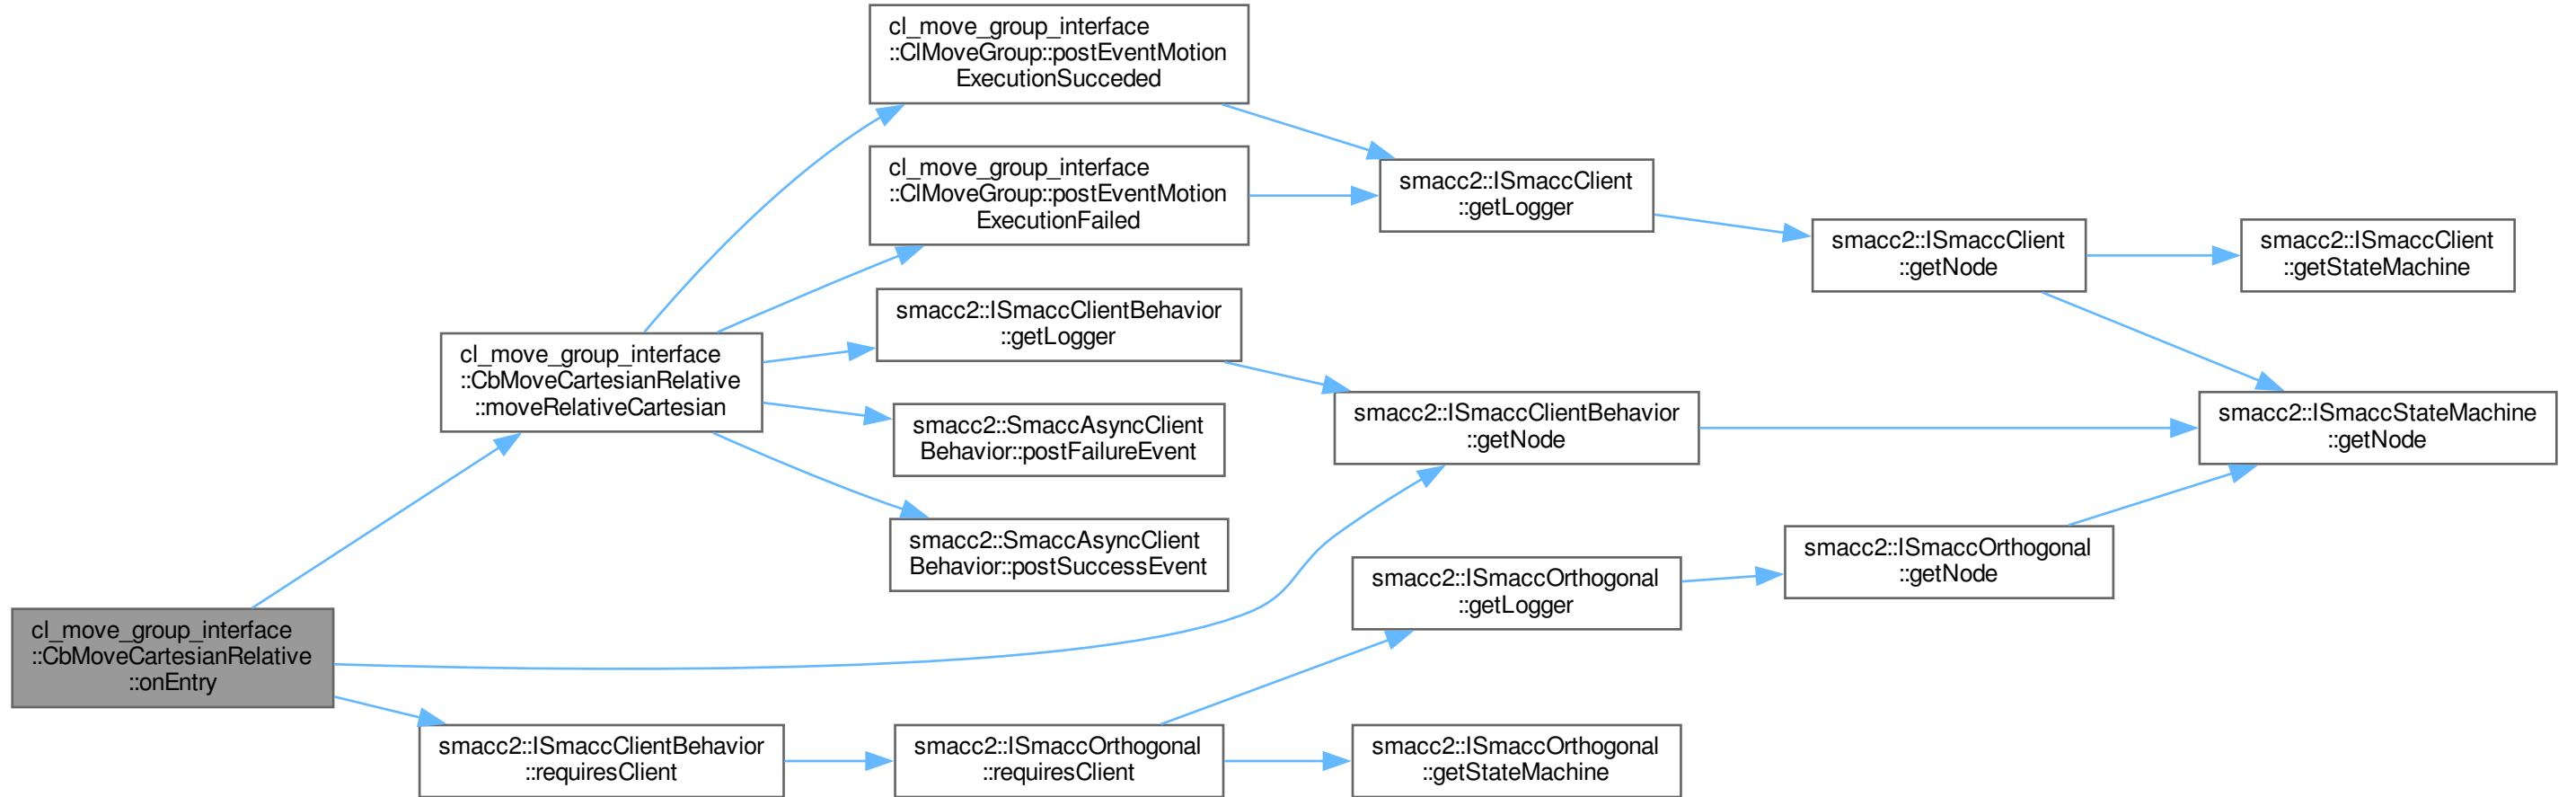 cl_move_group_interface
::ClMoveGroup::postEventMotion
ExecutionSucceded
cl_move_group_interface
::ClMoveGroup::postEventMotion
ExecutionFailed
smacc2::ISmaccClient
::getLogger
smacc2::ISmaccClient
::getNode
smacc2::ISmaccClient
::getStateMachine
smacc2::ISmaccClientBehavior
::getLogger
cl_move_group_interface
::CbMoveCartesianRelative
::moveRelativeCartesian
smacc2::SmaccAsyncClient
Behavior::postFailureEvent
smacc2::ISmaccClientBehavior
::getNode
smacc2::ISmaccStateMachine
::getNode
smacc2::SmaccAsyncClient
Behavior::postSuccessEvent
smacc2::ISmaccOrthogonal
::getLogger
smacc2::ISmaccOrthogonal
::getNode
cl_move_group_interface
::CbMoveCartesianRelative
::onEntry
smacc2::ISmaccClientBehavior
::requiresClient
smacc2::ISmaccOrthogonal
::requiresClient
smacc2::ISmaccOrthogonal
::getStateMachine